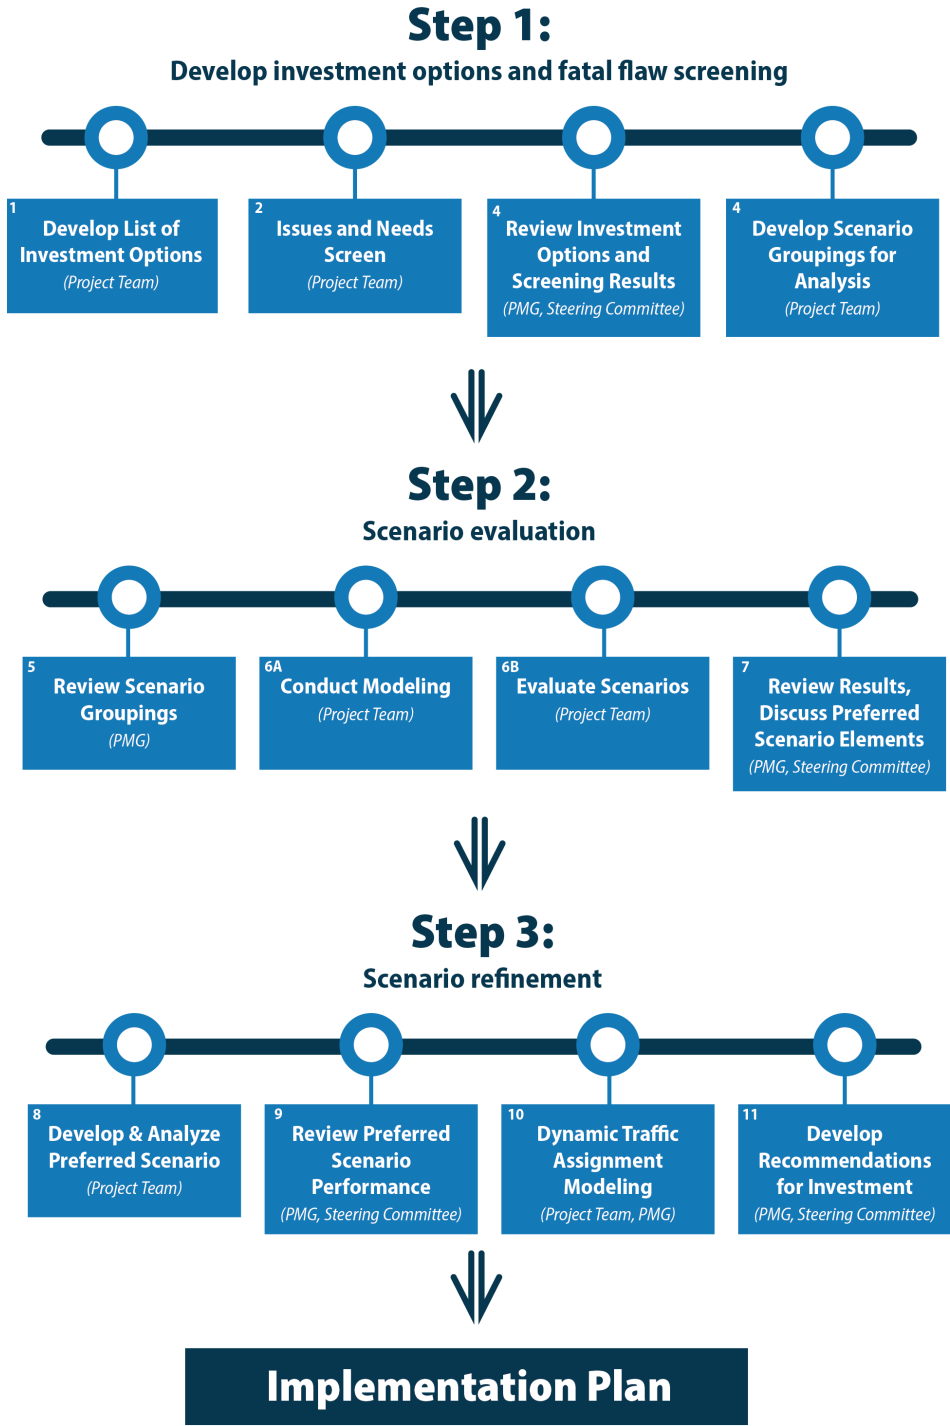 Step 1:
Develop investment options and fatal flaw screening
1
Develop List of
Investment Options
(Project Team)
2
Issues and Needs
Screen
(Project Team)
4
Review Investment
Options and
Screening Results
(PMG, Steering Committee)
4
Develop Scenario
Groupings for
Analysis
(Project Team)
Step 2:
Scenario evaluation
5
Review Scenario
Groupings
(PMG)
6A
Conduct Modeling
(Project Team)
6B
Evaluate Scenarios
(Project Team)
7
Review Results,
Discuss Preferred
Scenario Elements
(PMG, Steering Committee)
Step 3:
Scenario refinement
8
Develop & Analyze
Preferred Scenario
(Project Team)
9
Review Preferred
Scenario
Performance
(PMG, Steering Committee)
10
Dynamic Traffic
Assignment
Modeling
(Project Team, PMG)
11
Develop
Recommendations
for Investment
(PMG, Steering Committee)
Implementation Plan